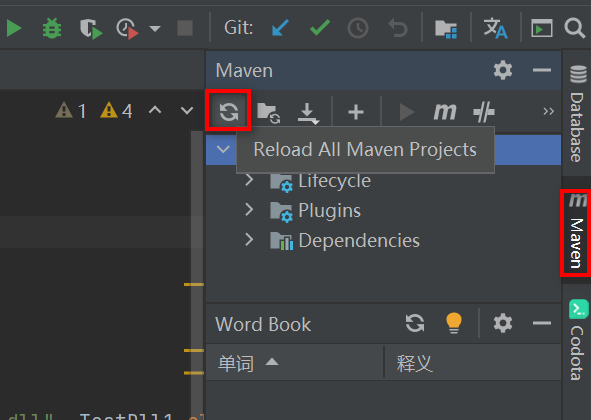 Git:
Maven
1
4
m
Reload All Maven Projects
Lifecycle
Plugins
Dependencies
Word Book
单词
释义
Database
m
Maven
Codota